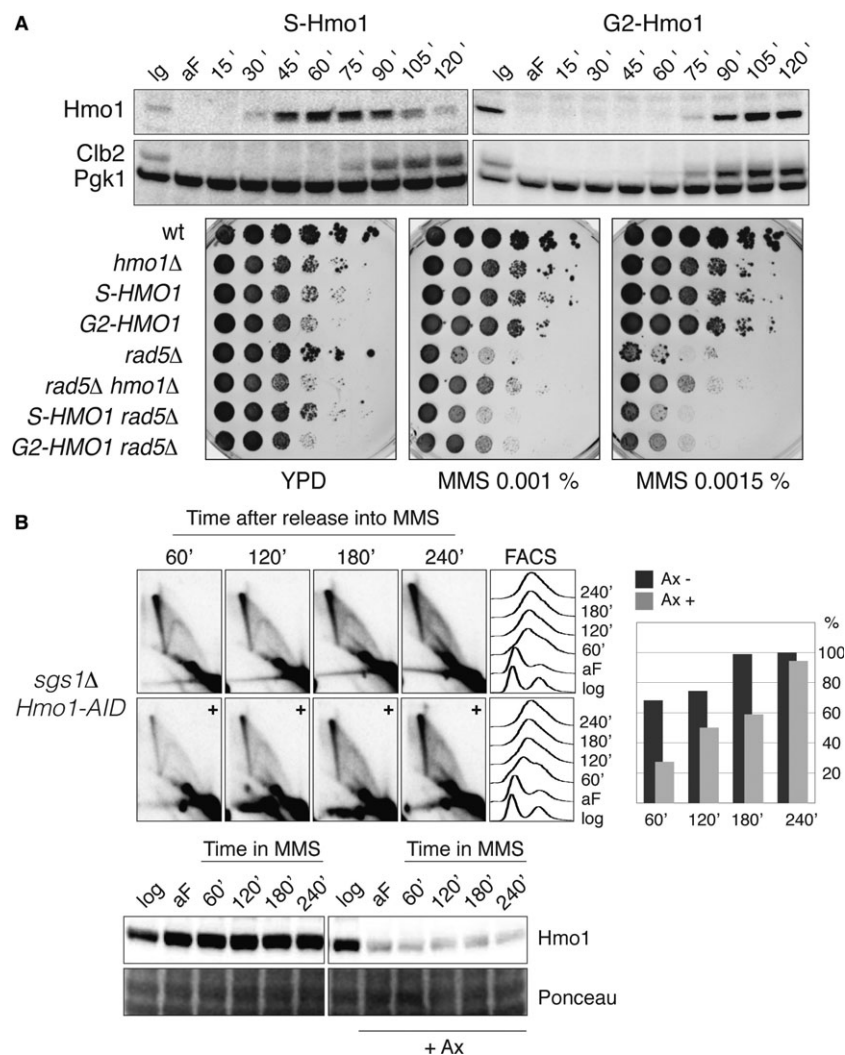 A
S-Hmo1 G2-Hmo1
lg aF 15' 30' 45' 60' 75' 90' 105' 120' lg aF 15' 30' 45' 60' 75' 90' 105' 120'
Hmo1
Clb2
Pgk1
wt
hmo1Δ
S-HMO1
G2-HMO1
rad5Δ
rad5Δ hmo1Δ
S-HMO1 rad5Δ
G2-HMO1 rad5Δ
YPD MMS 0.001 % MMS 0.0015 %
B
Time after release into MMS
60' 120' 180' 240' FACS
240'
180'
120'
60'
aF
log
sgs1Δ
Hmo1-AID
+ + + +
240'
180'
120'
60'
aF
log
Ax -
Ax +
%
100
80
60
40
20
60' 120' 180' 240'
Time in MMS Time in MMS
log aF 60' 120' 180' 240' log aF 60' 120' 180' 240'
Hmo1
Ponceau
+ Ax